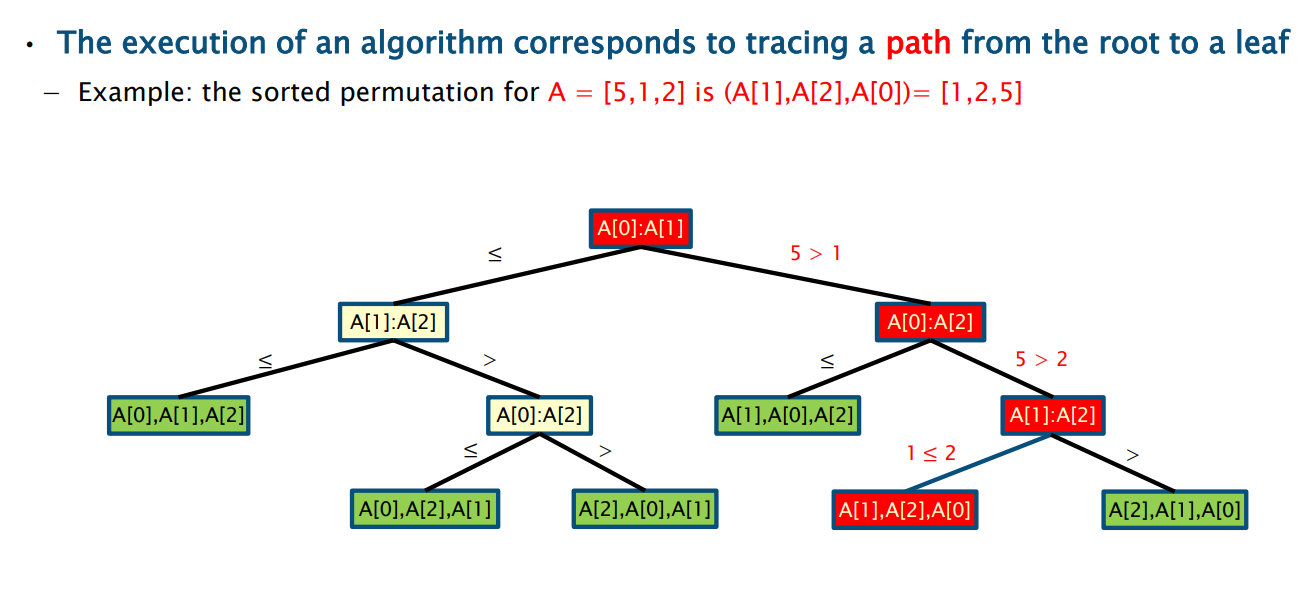 • The execution of an algorithm corresponds to tracing a path from the root to a leaf
– Example: the sorted permutation for A = [5,1,2] is (A[1],A[2],A[0])= [1,2,5]
A[0]:A[1]
≤
5 > 1
A[1]:A[2]
A[0]:A[2]
≤
>
≤
5 > 2
A[0],A[1],A[2]
A[0]:A[2]
A[1],A[0],A[2]
A[1]:A[2]
≤
>
1 ≤ 2
>
A[0],A[2],A[1]
A[2],A[0],A[1]
A[1],A[2],A[0]
A[2],A[1],A[0]